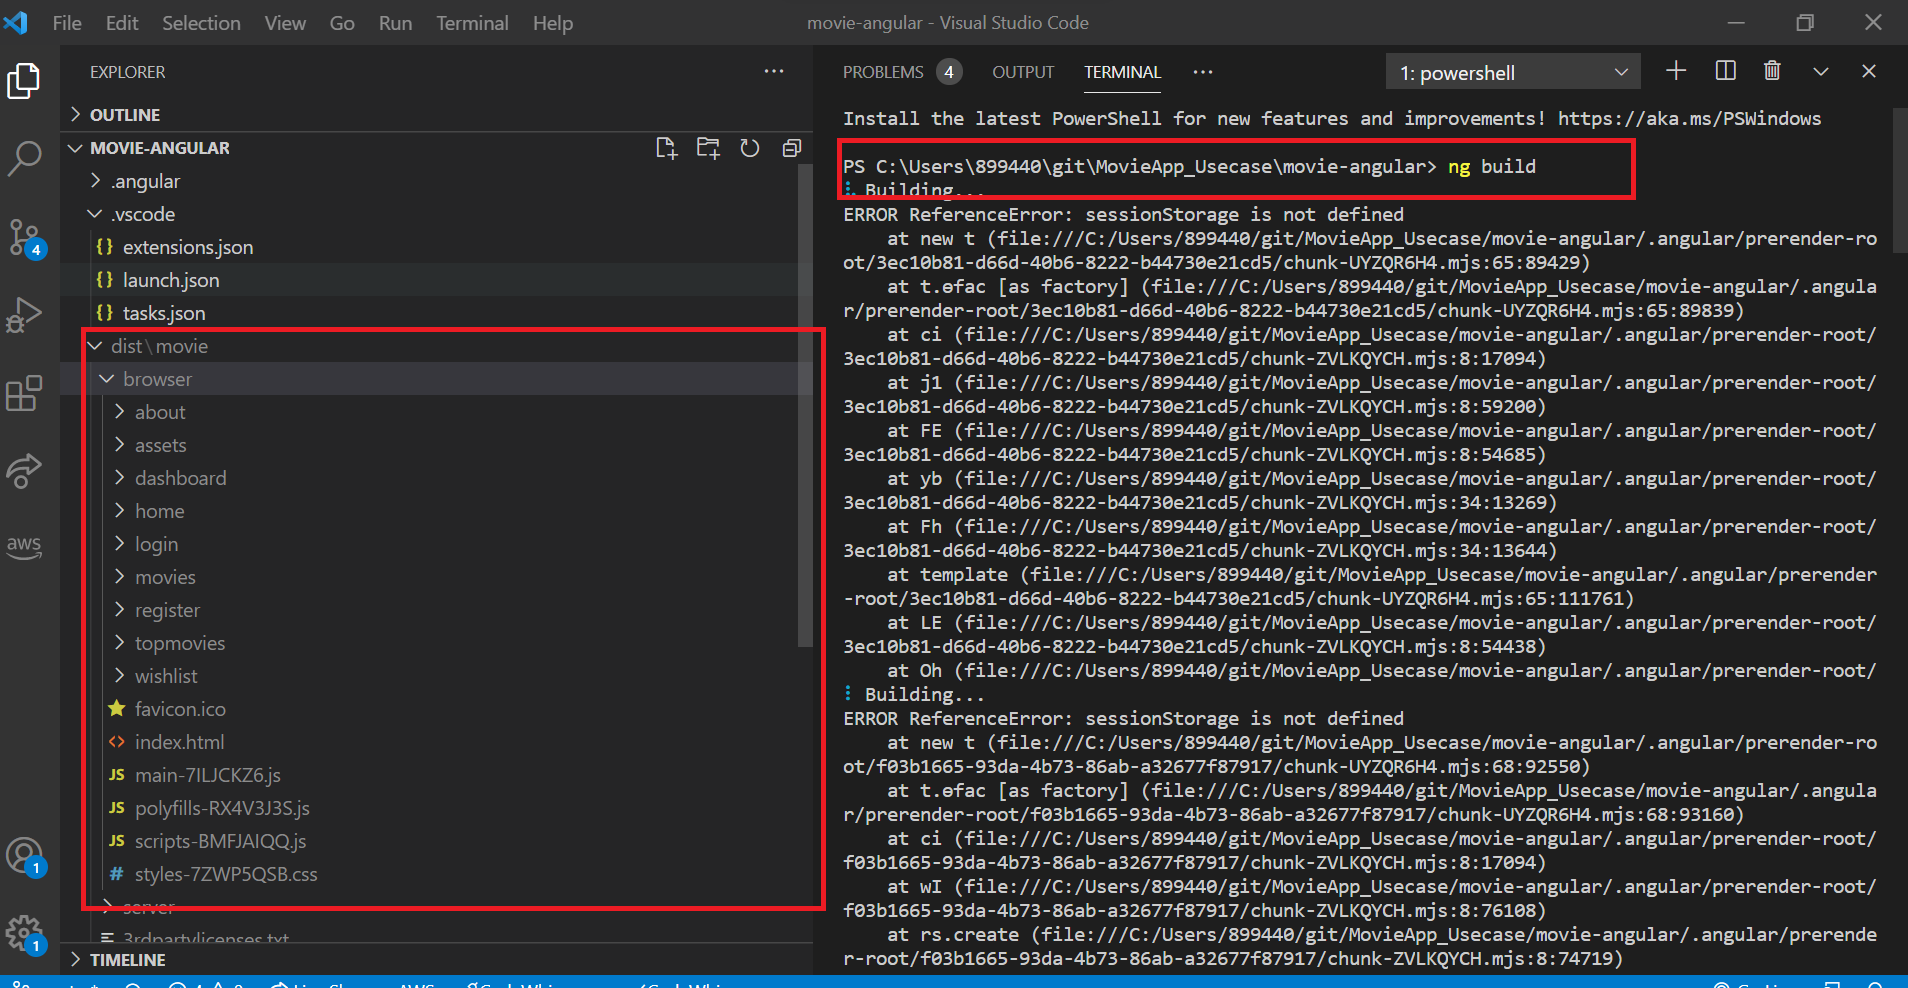 File Edit Selection View Go Run Terminal Help
movie-angular - Visual Studio Code
EXPLORER
OUTLINE
MOVIE-ANGULAR
.angular
.vscode
{} extensions.json
{} launch.json
{} tasks.json
dist\movie
browser
about
assets
dashboard
home
login
movies
register
topmovies
wishlist
favicon.ico
<> index.html
JS main-7ILJCKZ6.js
JS polyfills-RX4V3J3S.js
JS scripts-BMFJAIQQ.js
# styles-7ZWP5QSB.css
server
3rdpartylicenses.txt
TIMELINE
4
aws
1
1
PROBLEMS 4 OUTPUT TERMINAL ···
1: powershell
Install the latest PowerShell for new features and improvements! https://aka.ms/PSWindows
PS C:\Users\899440\git\MovieApp_Usecase\movie-angular> ng build
Building...
ERROR ReferenceError: sessionStorage is not defined
at new t (file:///C:/Users/899440/git/MovieApp_Usecase/movie-angular/.angular/prerender-ro
ot/3ec10b81-d66d-40b6-8222-b44730e21cd5/chunk-UYZQR6H4.mjs:65:89429)
at t.ɵfac [as factory] (file:///C:/Users/899440/git/MovieApp_Usecase/movie-angular/.angula
r/prerender-root/3ec10b81-d66d-40b6-8222-b44730e21cd5/chunk-UYZQR6H4.mjs:65:89839)
at ci (file:///C:/Users/899440/git/MovieApp_Usecase/movie-angular/.angular/prerender-root/
3ec10b81-d66d-40b6-8222-b44730e21cd5/chunk-ZVLKQYCH.mjs:8:17094)
at j1 (file:///C:/Users/899440/git/MovieApp_Usecase/movie-angular/.angular/prerender-root/
3ec10b81-d66d-40b6-8222-b44730e21cd5/chunk-ZVLKQYCH.mjs:8:59200)
at FE (file:///C:/Users/899440/git/MovieApp_Usecase/movie-angular/.angular/prerender-root/
3ec10b81-d66d-40b6-8222-b44730e21cd5/chunk-ZVLKQYCH.mjs:8:54685)
at yb (file:///C:/Users/899440/git/MovieApp_Usecase/movie-angular/.angular/prerender-root/
3ec10b81-d66d-40b6-8222-b44730e21cd5/chunk-ZVLKQYCH.mjs:34:13269)
at Fh (file:///C:/Users/899440/git/MovieApp_Usecase/movie-angular/.angular/prerender-root/
3ec10b81-d66d-40b6-8222-b44730e21cd5/chunk-ZVLKQYCH.mjs:34:13644)
at template (file:///C:/Users/899440/git/MovieApp_Usecase/movie-angular/.angular/prerender
-root/3ec10b81-d66d-40b6-8222-b44730e21cd5/chunk-UYZQR6H4.mjs:65:111761)
at LE (file:///C:/Users/899440/git/MovieApp_Usecase/movie-angular/.angular/prerender-root/
3ec10b81-d66d-40b6-8222-b44730e21cd5/chunk-ZVLKQYCH.mjs:8:54438)
at Oh (file:///C:/Users/899440/git/MovieApp_Usecase/movie-angular/.angular/prerender-root/
Building...
ERROR ReferenceError: sessionStorage is not defined
at new t (file:///C:/Users/899440/git/MovieApp_Usecase/movie-angular/.angular/prerender-ro
ot/f03b1665-93da-4b73-86ab-a32677f87917/chunk-UYZQR6H4.mjs:68:92550)
at t.ɵfac [as factory] (file:///C:/Users/899440/git/MovieApp_Usecase/movie-angular/.angula
r/prerender-root/f03b1665-93da-4b73-86ab-a32677f87917/chunk-UYZQR6H4.mjs:68:93160)
at ci (file:///C:/Users/899440/git/MovieApp_Usecase/movie-angular/.angular/prerender-root/
f03b1665-93da-4b73-86ab-a32677f87917/chunk-ZVLKQYCH.mjs:8:17094)
at wI (file:///C:/Users/899440/git/MovieApp_Usecase/movie-angular/.angular/prerender-root/
f03b1665-93da-4b73-86ab-a32677f87917/chunk-ZVLKQYCH.mjs:8:76108)
at rs.create (file:///C:/Users/899440/git/MovieApp_Usecase/movie-angular/.angular/prerende
r-root/f03b1665-93da-4b73-86ab-a32677f87917/chunk-ZVLKQYCH.mjs:8:74719)